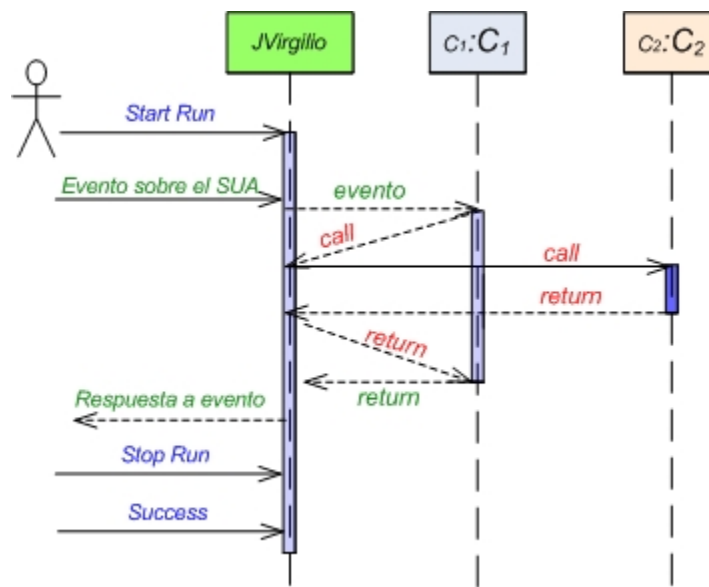 JVirgilio
C1:C1
C2:C2
Start Run
Evento sobre el SUA
evento
call
call
return
return
return
Respuesta a evento
Stop Run
Success